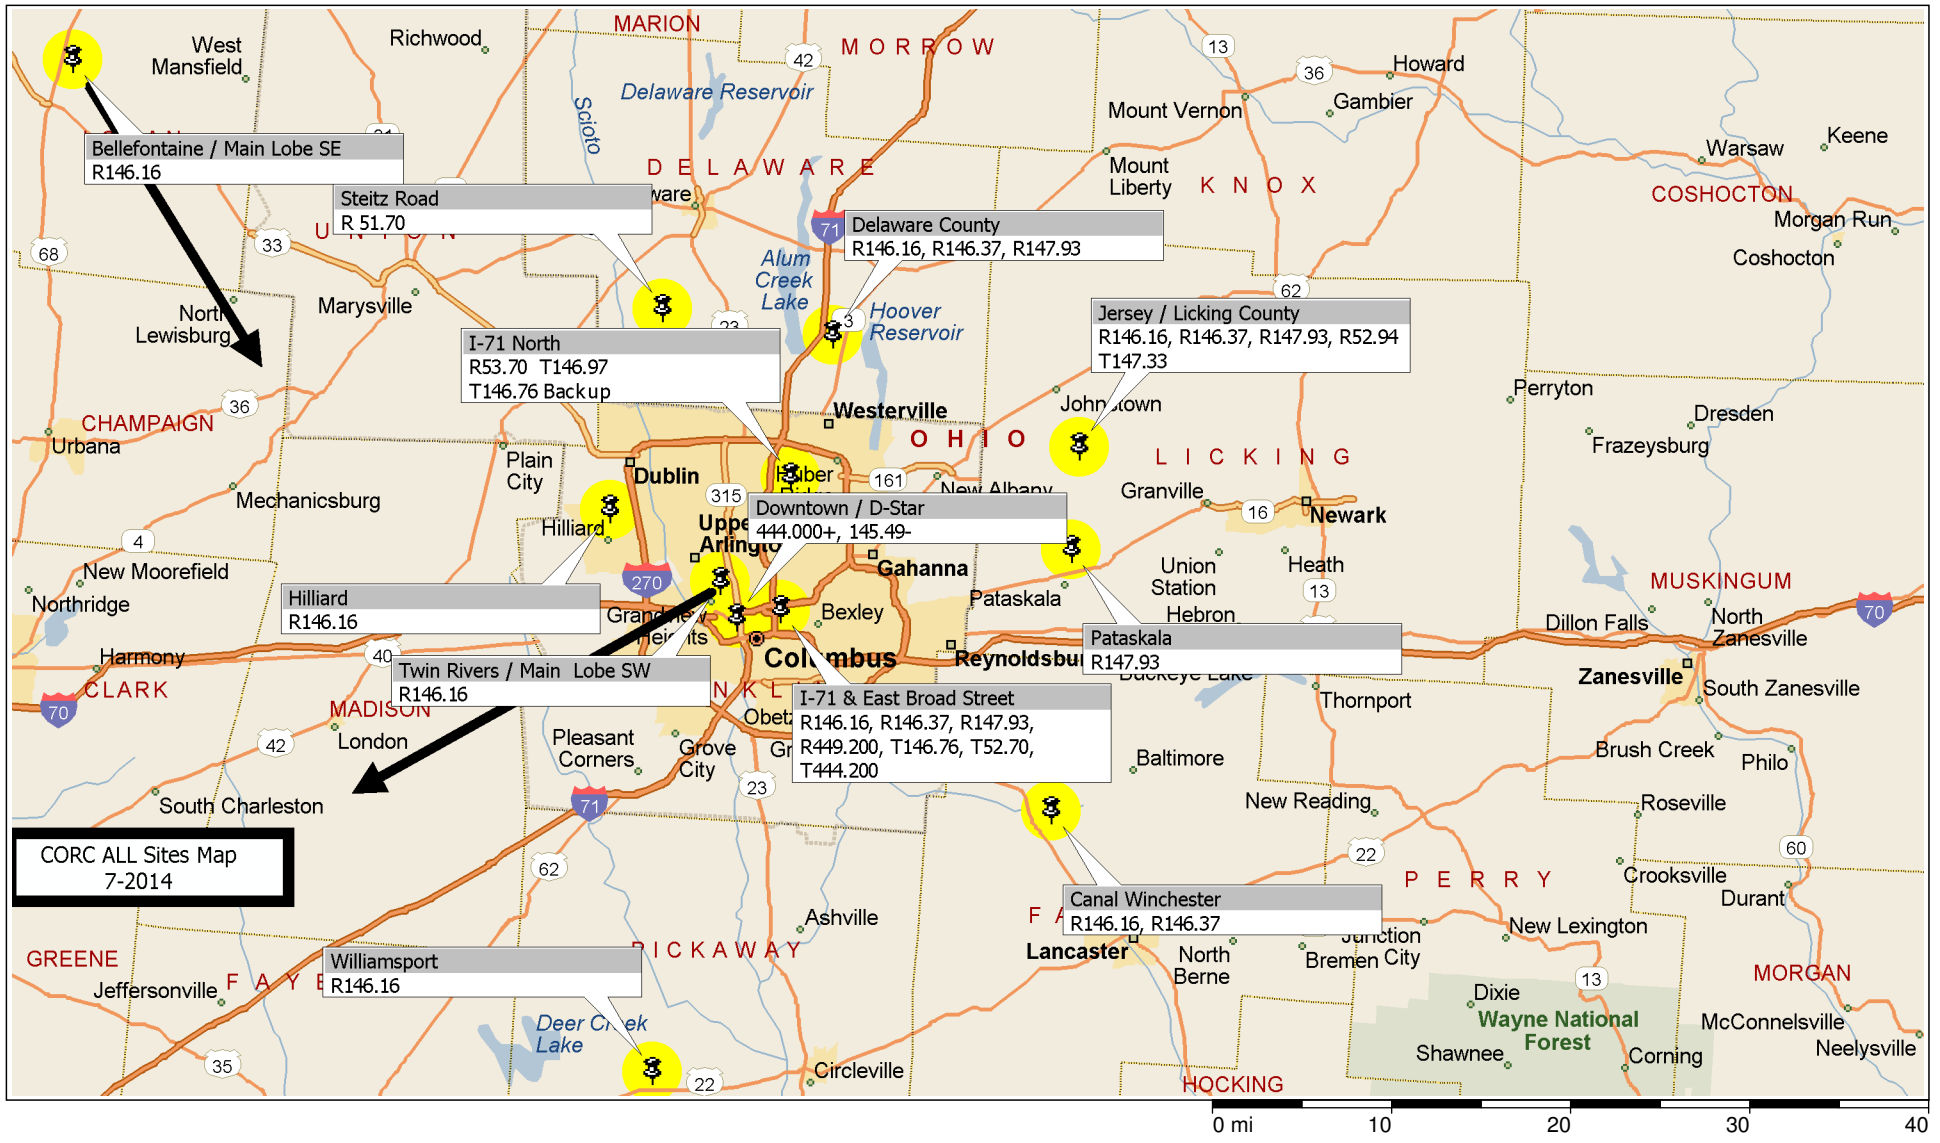 MARION
MORROW
Richwood
West
Mansfield
42
13
36
Howard
Gambier
Mount Vernon
Delaware Reservoir
Scioto
Keene
Warsaw
Bellefontaine / Main Lobe SE
R146.16
DELAWARE
Mount
Liberty
KNOX
COSHOCTON
Morgan Run
Coshocton
Steitz Road
R 51.70
33
68
71
Delaware County
R146.16, R146.37, R147.93
Alum
Creek
Lake
62
North
Lewisburg
Marysville
23
3
Hoover
Reservoir
Jersey / Licking County
R146.16, R146.37, R147.93, R52.94
T147.33
I-71 North
R53.70 T146.97
T146.76 Backup
36
CHAMPAIGN
Urbana
Westerville
OHIO
Johnstown
Perryton
Dresden
Frazeysburg
Plain
City
Dublin
Huber
161
New Albany
LICKING
Mechanicsburg
315
Granville
16
Newark
Hilliard
Downtown / D-Star
444.000+, 145.49-
4
New Moorefield
Northridge
270
Gahanna
Union
Station
Heath
13
MUSKINGUM
70
Pataskala
Hebron
Hilliard
R146.16
Grandview
Heights
Bexley
Dillon Falls
North
Zanesville
Harmony
40
Columbus
Pataskala
R147.93
Zanesville
Twin Rivers / Main Lobe SW
R146.16
CLARK
70
MADISON
London
42
Buckeye Lake
Thornport
South Zanesville
I-71 & East Broad Street
R146.16, R146.37, R147.93,
R449.200, T146.76, T52.70,
T444.200
Pleasant
Corners
Grove
City
Baltimore
Brush Creek
Philo
23
71
South Charleston
New Reading
Roseville
CORC ALL Sites Map
7-2014
62
22
60
PERRY
Crooksville
Durant
Canal Winchester
R146.16, R146.37
Ashville
New Lexington
Lancaster
North
Berne
Junction
City
Bremen
GREENE
PICKAWAY
Williamsport
R146.16
Jeffersonville
MORGAN
13
Dixie
Wayne National
Forest
McConnelsville
Neelysville
Deer Creek
Lake
Shawnee
Corning
35
22
Circleville
HOCKING
0 mi 10 20 30 40